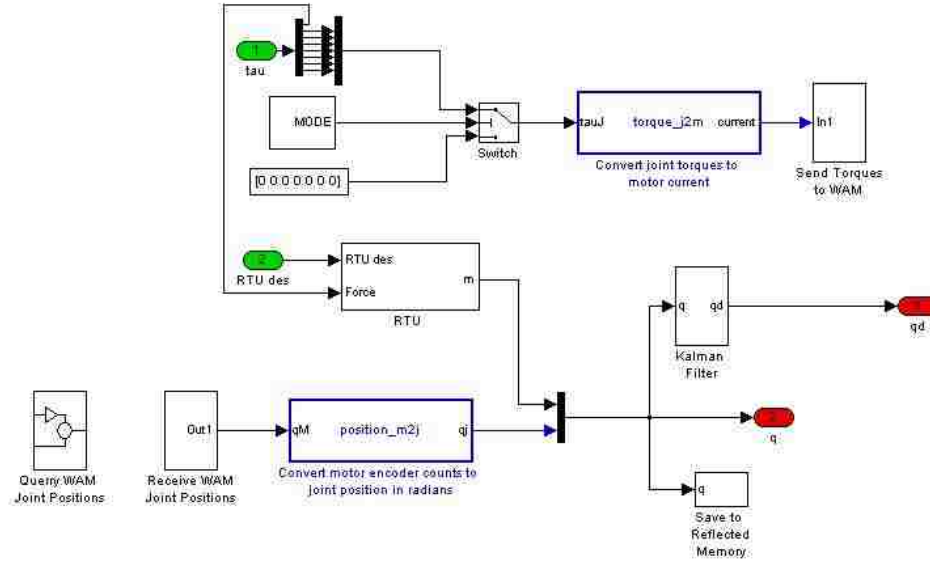 1
tau
MODE
[0 0 0 0 0 0 0]
Switch
tauJ torque_j2m current
Convert joint torques to
motor current
In1
Send Torques
to WAM
2
RTU des
RTU des
Force
m
RTU
q qd
Kalman
Filter
qd
2
q
Out1
qM position_m2j qj
Querry WAM
Joint Positions
Receive WAM
Joint Positions
Convert motor encoder counts to
joint position in radians
q
Save to
Reflected
Memory